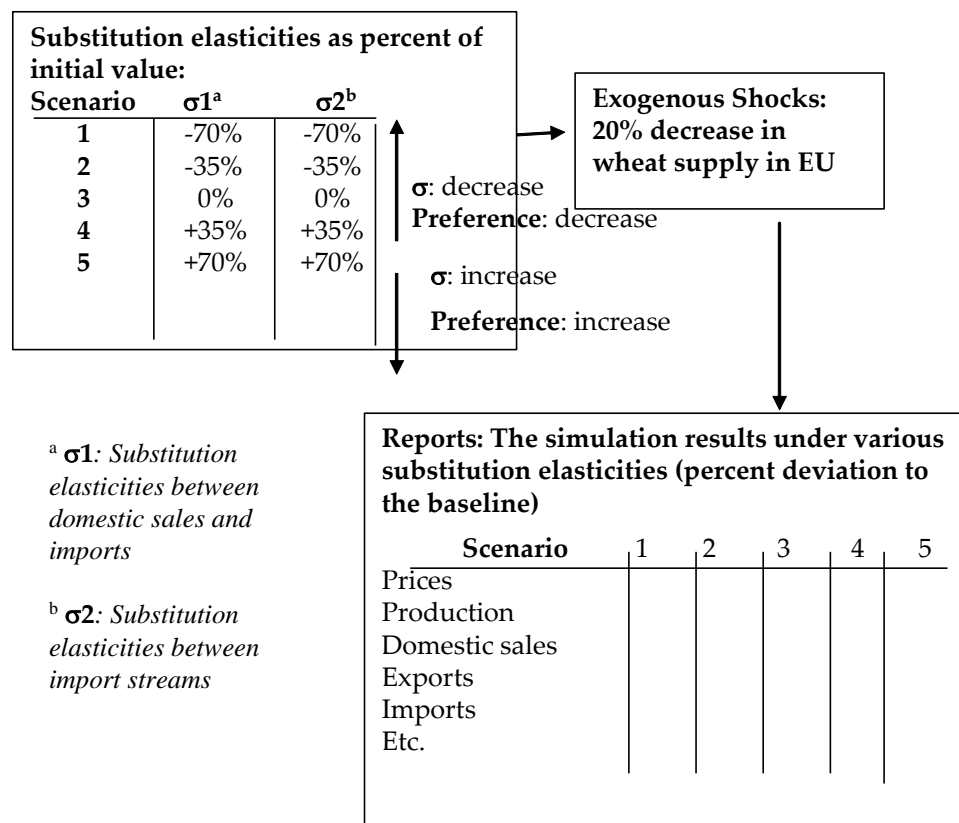 Substitution elasticities as percent of
initial value:
Scenario σ1ᵃ σ2ᵇ
1 -70% -70%
2 -35% -35%
3 0% 0%
4 +35% +35%
5 +70% +70%
σ: decrease
Preference: decrease
σ: increase
Preference: increase
Exogenous Shocks:
20% decrease in
wheat supply in EU
ᵃ σ1: Substitution
elasticities between
domestic sales and
imports
ᵇ σ2: Substitution
elasticities between
import streams
Reports: The simulation results under various
substitution elasticities (percent deviation to
the baseline)
Scenario 1 2 3 4 5
Prices
Production
Domestic sales
Exports
Imports
Etc.